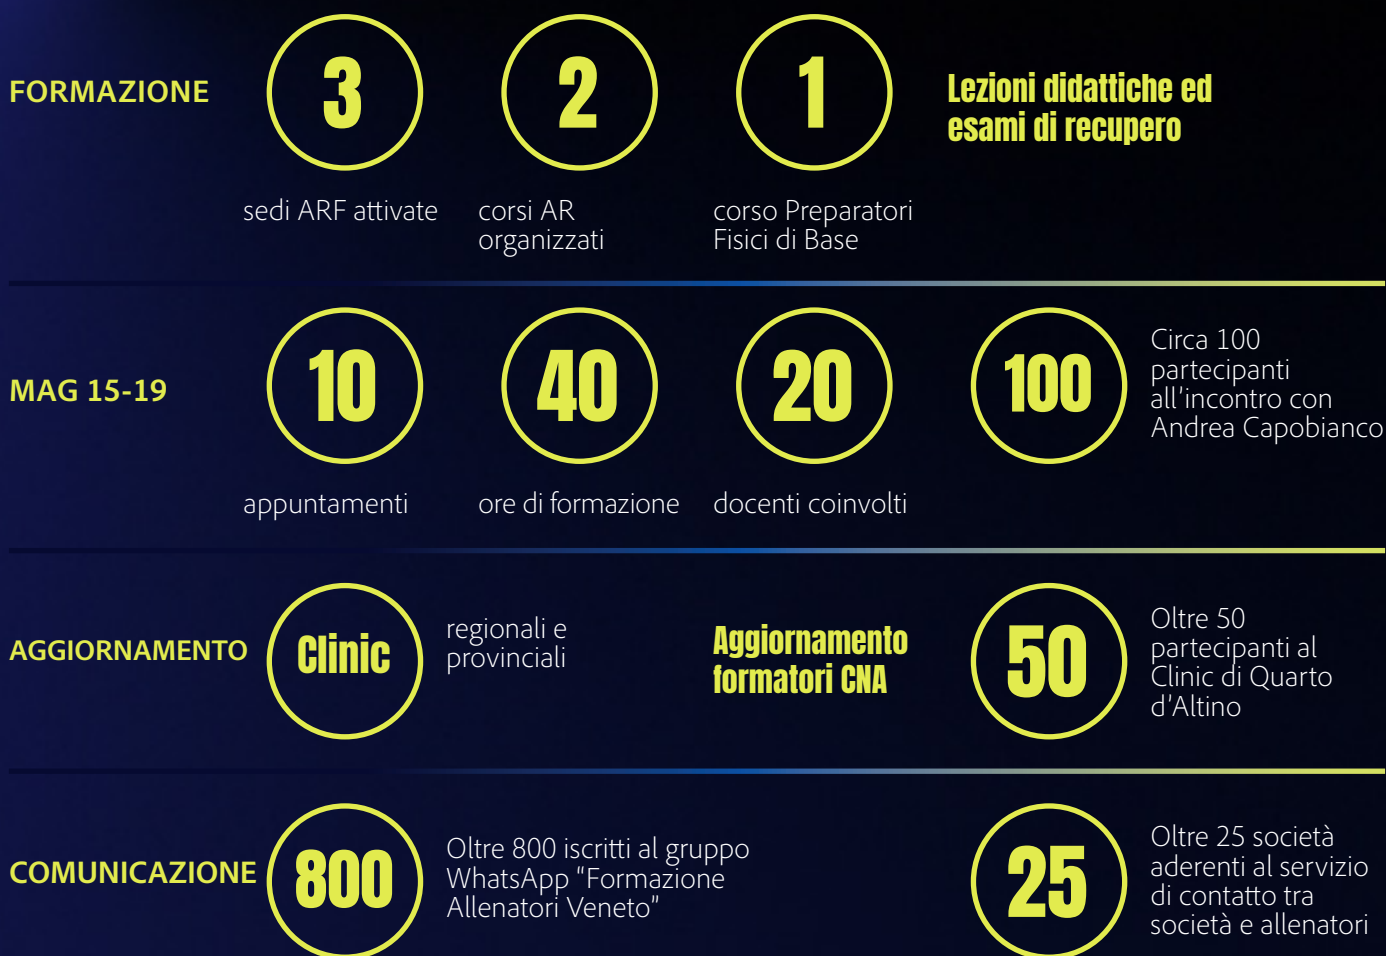 FORMAZIONE
3
sedi ARF attivate
2
corsi AR
organizzati
1
corso Preparatori
Fisici di Base
Lezioni didattiche ed
esami di recupero
MAG 15-19
10
appuntamenti
40
ore di formazione
20
docenti coinvolti
100
Circa 100
partecipanti
all'incontro con
Andrea Capobianco
AGGIORNAMENTO
Clinic
regionali e
provinciali
Aggiornamento
formatori CNA
50
Oltre 50
partecipanti al
Clinic di Quarto
d'Altino
COMUNICAZIONE
800
Oltre 800 iscritti al gruppo
WhatsApp "Formazione
Allenatori Veneto"
25
Oltre 25 società
aderenti al servizio
di contatto tra
società e allenatori